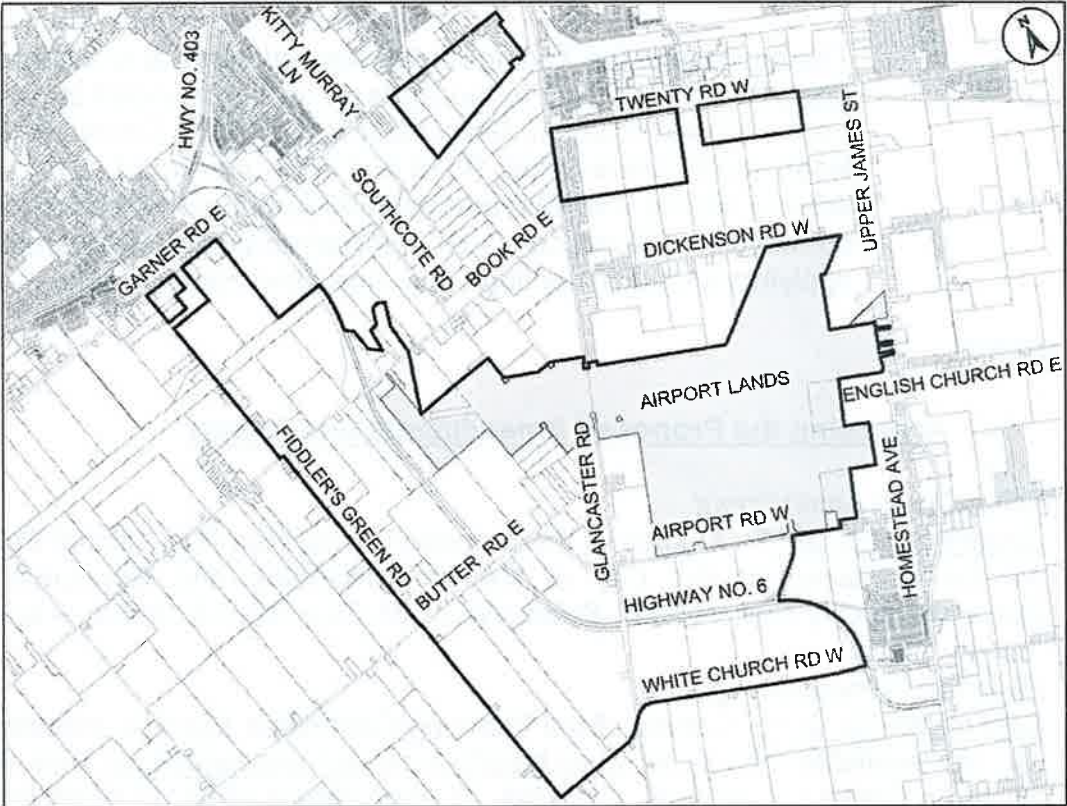 KITTY MURRAY
LN
HWY NO. 403
N
TWENTY RD W
UPPER JAMES ST
SOUTHCOTE RD
GARNER RD E
BOOK RD E
DICKENSON RD W
AIRPORT LANDS
ENGLISH CHURCH RD E
FIDDLER'S GREEN RD
GLANCASTER RD
HOMESTEAD AVE
AIRPORT RD W
BUTTER RD E
HIGHWAY NO. 6
WHITE CHURCH RD W